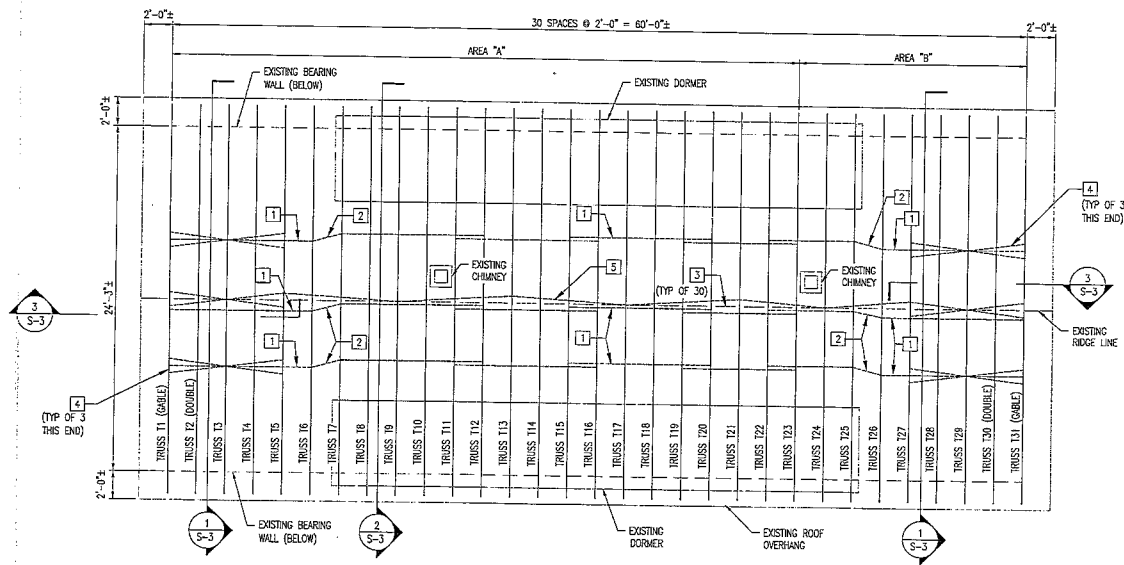 2'-0"±
30 SPACES @ 2'-0" = 60'-0"±
2'-0"±
AREA "A"
AREA "B"
EXISTING BEARING
WALL (BELOW)
EXISTING DORMER
2'-0"±
24'-3"±
2'-0"±
1
2
1
2
1
4
(TYP OF 3
THIS END)
EXISTING
CHIMNEY
5
3
(TYP OF 30)
EXISTING
CHIMNEY
3
S-3
3
S-3
1
1
2
1
2
1
EXISTING
RIDGE LINE
4
(TYP OF 3
THIS END)
TRUSS T1 (GABLE)
TRUSS T2 (DOUBLE)
TRUSS T3
TRUSS T4
TRUSS T5
TRUSS T6
TRUSS T7
TRUSS T8
TRUSS T9
TRUSS T10
TRUSS T11
TRUSS T12
TRUSS T13
TRUSS T14
TRUSS T15
TRUSS T16
TRUSS T17
TRUSS T18
TRUSS T19
TRUSS T20
TRUSS T21
TRUSS T22
TRUSS T23
TRUSS T24
TRUSS T25
TRUSS T26
TRUSS T27
TRUSS T28
TRUSS T29
TRUSS T30 (DOUBLE)
TRUSS T31 (GABLE)
1
S-3
EXISTING BEARING
WALL (BELOW)
2
S-3
EXISTING
DORMER
EXISTING ROOF
OVERHANG
1
S-3